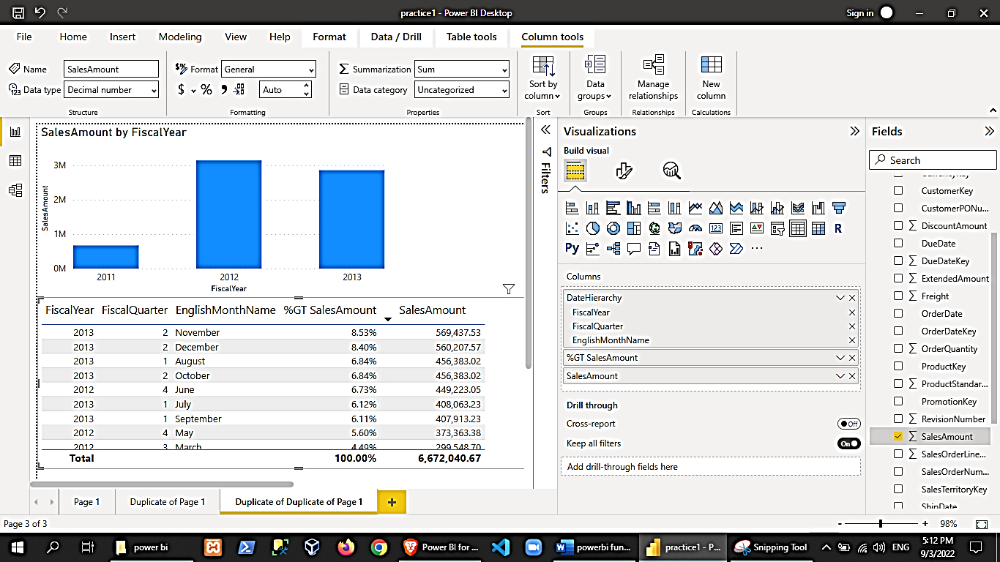 practice1 - Power BI Desktop
Sign in
File Home Insert Modeling View Help Format Data / Drill Table tools Column tools
Name SalesAmount
Data type Decimal number
Structure
$% Format General
$ % , Auto
Formatting
Summarization Sum
Data category Uncategorized
Properties
Sort by
column
Sort
Data
groups
Groups
Manage
relationships
Relationships
New
column
Calculations
SalesAmount by FiscalYear
3M
2M
1M
0M
SalesAmount
2011 2012 2013
FiscalYear
FiscalYear FiscalQuarter EnglishMonthName %GT SalesAmount SalesAmount
2013 2 November 8.53% 569,437.53
2013 2 December 8.40% 560,207.57
2013 1 August 6.84% 456,383.02
2013 2 October 6.84% 456,383.02
2012 4 June 6.73% 449,223.05
2013 1 July 6.12% 408,063.23
2013 1 September 6.11% 407,913.23
2012 4 May 5.60% 373,363.38
2012 3 March 4.49% 299,548.70
Total 100.00% 6,672,040.67
Filters
Visualizations
Build visual
123
R
Py
Columns
DateHierarchy
FiscalYear
FiscalQuarter
EnglishMonthName
%GT SalesAmount
SalesAmount
Drill through
Cross-report Off
Keep all filters On
Add drill-through fields here
Fields
Search
CurrencyKey
CustomerKey
CustomerPONu...
DiscountAmount
DueDate
DueDateKey
ExtendedAmount
Freight
OrderDate
OrderDateKey
OrderQuantity
ProductKey
ProductStandar...
PromotionKey
RevisionNumber
SalesAmount
SalesOrderLine...
SalesOrderNum...
SalesTerritoryKey
ShipDate
Page 1 Duplicate of Page 1 Duplicate of Duplicate of Page 1 +
Page 3 of 3
- + 98%
power bi
Power BI for ...
powerbi fun...
practice1 - P...
Snipping Tool
ENG
5:12 PM
9/3/2022